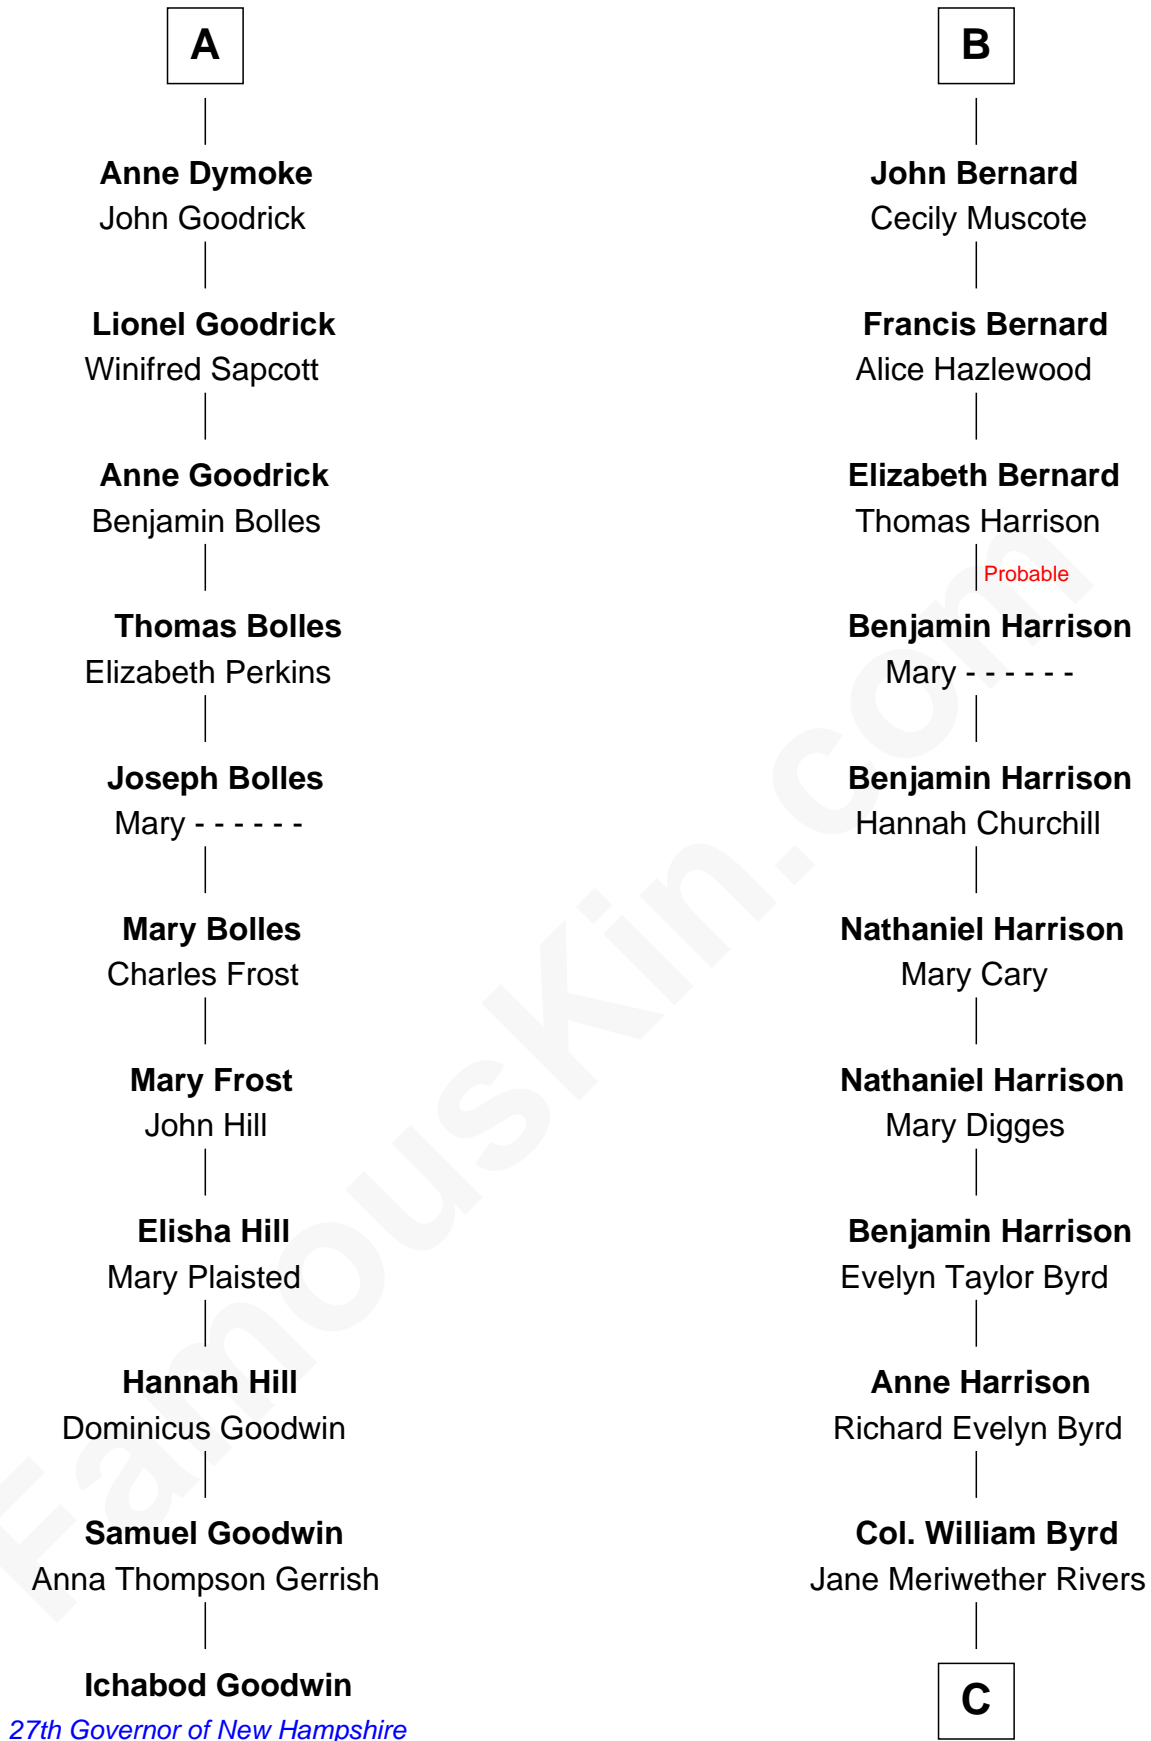 A
Anne Dymoke
John Goodrick
Lionel Goodrick
Winifred Sapcott
Anne Goodrick
Benjamin Bolles
Thomas Bolles
Elizabeth Perkins
Joseph Bolles
Mary - - - - - -
Mary Bolles
Charles Frost
Mary Frost
John Hill
Elisha Hill
Mary Plaisted
Hannah Hill
Dominicus Goodwin
Samuel Goodwin
Anna Thompson Gerrish
Ichabod Goodwin
27th Governor of New Hampshire
B
John Bernard
Cecily Muscote
Francis Bernard
Alice Hazlewood
Elizabeth Bernard
Thomas Harrison
Probable
Benjamin Harrison
Mary - - - - - -
Benjamin Harrison
Hannah Churchill
Nathaniel Harrison
Mary Cary
Nathaniel Harrison
Mary Digges
Benjamin Harrison
Evelyn Taylor Byrd
Anne Harrison
Richard Evelyn Byrd
Col. William Byrd
Jane Meriwether Rivers
C
FamousKin.com